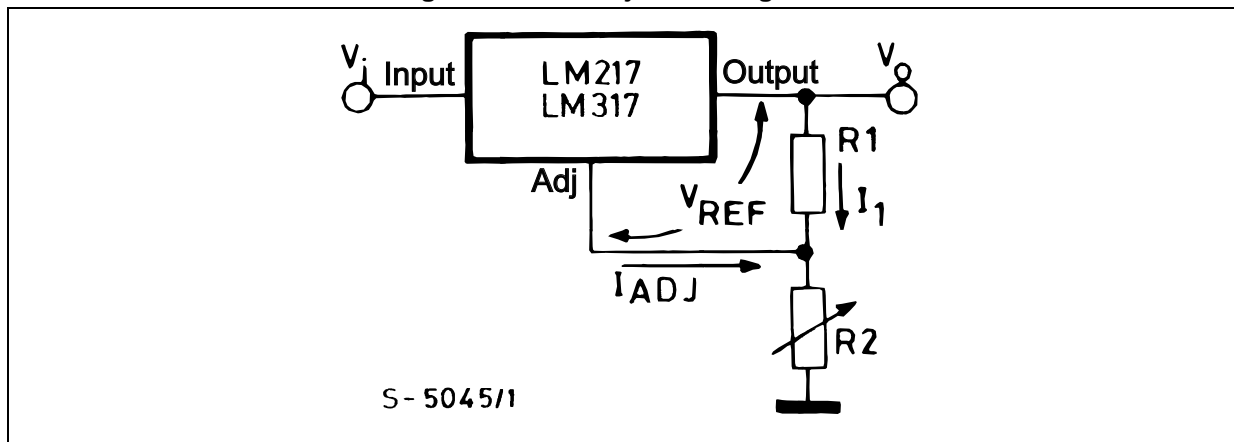 Vi
Input
LM217
LM317
Output
VO
Adj
VREF
R1
I1
IADJ
R2
S-5045/1